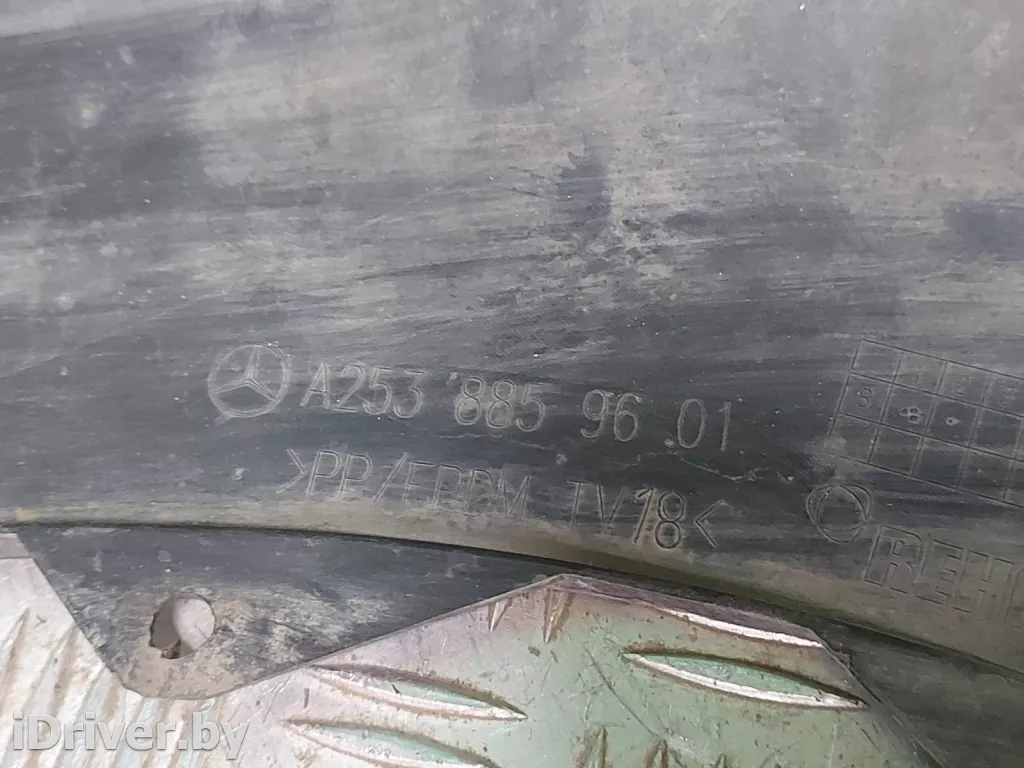 A253 885 96 01
>PP/EPDM TV18<
iDriver.by